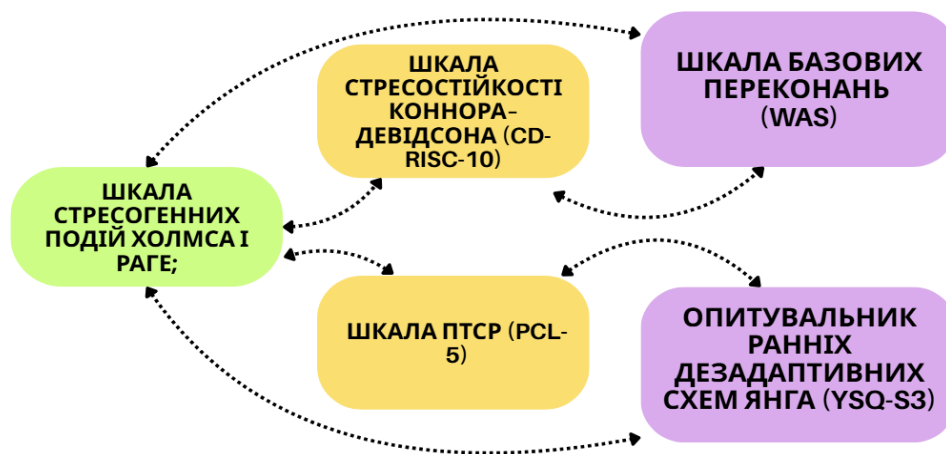 ШКАЛА
СТРЕСОСТІЙКОСТІ
КОННОРА-
ДЕВІДСОНА (CD-
RISC-10)
ШКАЛА БАЗОВИХ
ПЕРЕКОНАНЬ
(WAS)
ШКАЛА
СТРЕСОГЕННИХ
ПОДІЙ ХОЛМСА І
РАГЕ;
ШКАЛА ПТСР (PCL-
5)
ОПИТУВАЛЬНИК
РАННІХ
ДЕЗАДАПТИВНИХ
СХЕМ ЯНГА (YSQ-S3)